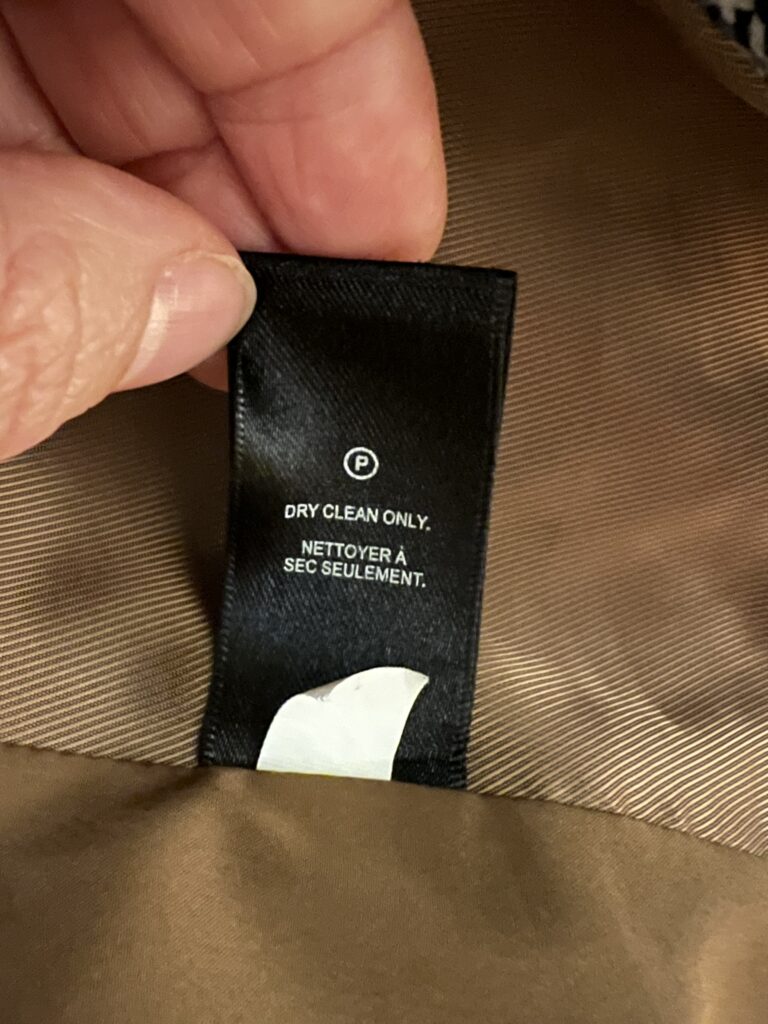 P
DRY CLEAN ONLY.
NETTOYER À
SEC SEULEMENT.